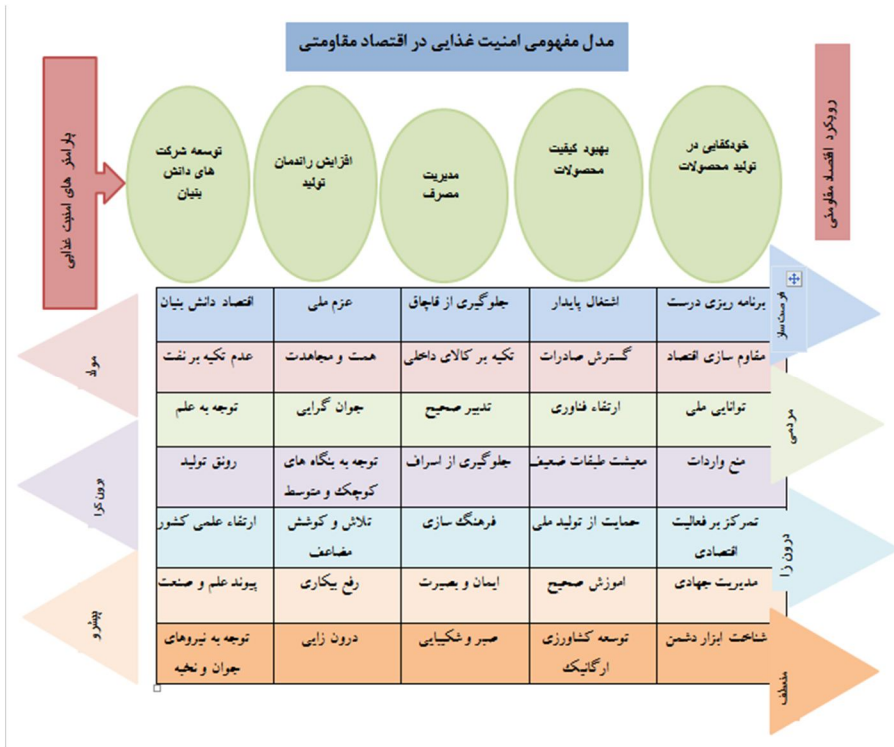 مدل مفهومی امنیت غذایی در اقتصاد مقاومتی
رویکرد اقتصاد مقاومتی
خودکفایی در
تولید محصولات
بهبود کیفیت
محصولات
مدیریت
مصرف
افزایش راندمان
تولید
توسعه شرکت
های دانش
بنیان
پارامتر های امنیت غذایی
فرصت‌ساز
برنامه ریزی درست
اشتغال پایدار
جلوگیری از قاچاق
عزم ملی
اقتصاد دانش بنیان
مقاوم سازی اقتصاد
گسترش صادرات
تکیه بر کالای داخلی
همت و مجاهدت
عدم تکیه بر نفت
مولد
مردمی
توانایی ملی
ارتقاء فناوری
تدبیر صحیح
جوان گرایی
توجه به علم
منع واردات
معیشت طبقات ضعیف
جلوگیری از اسراف
توجه به بنگاه های
کوچک و متوسط
رونق تولید
برون گرا
درون زا
تمرکز بر فعالیت
اقتصادی
حمایت از تولید ملی
فرهنگ سازی
تلاش و کوشش
مضاعف
ارتقاء علمی کشور
مدیریت جهادی
اموزش صحیح
ایمان و بصیرت
رفع بیکاری
پیوند علم و صنعت
پیشرو
منعطف
شناخت ابزار دشمن
توسعه کشاورزی
ارگانیک
صبر و شکیبایی
درون زایی
توجه به نیروهای
جوان و نخبه